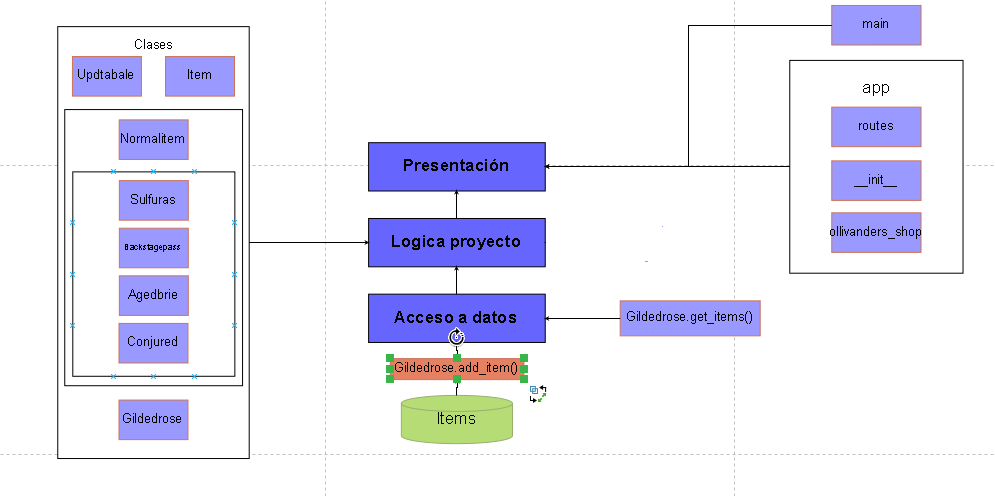 Clases
Updtabale
Item
Normalitem
Sulfuras
Backstagepass
Agedbrie
Conjured
Gildedrose
Presentación
Logica proyecto
Acceso a datos
Gildedrose.add_item()
Items
Gildedrose.get_items()
main
app
routes
__init__
ollivanders_shop